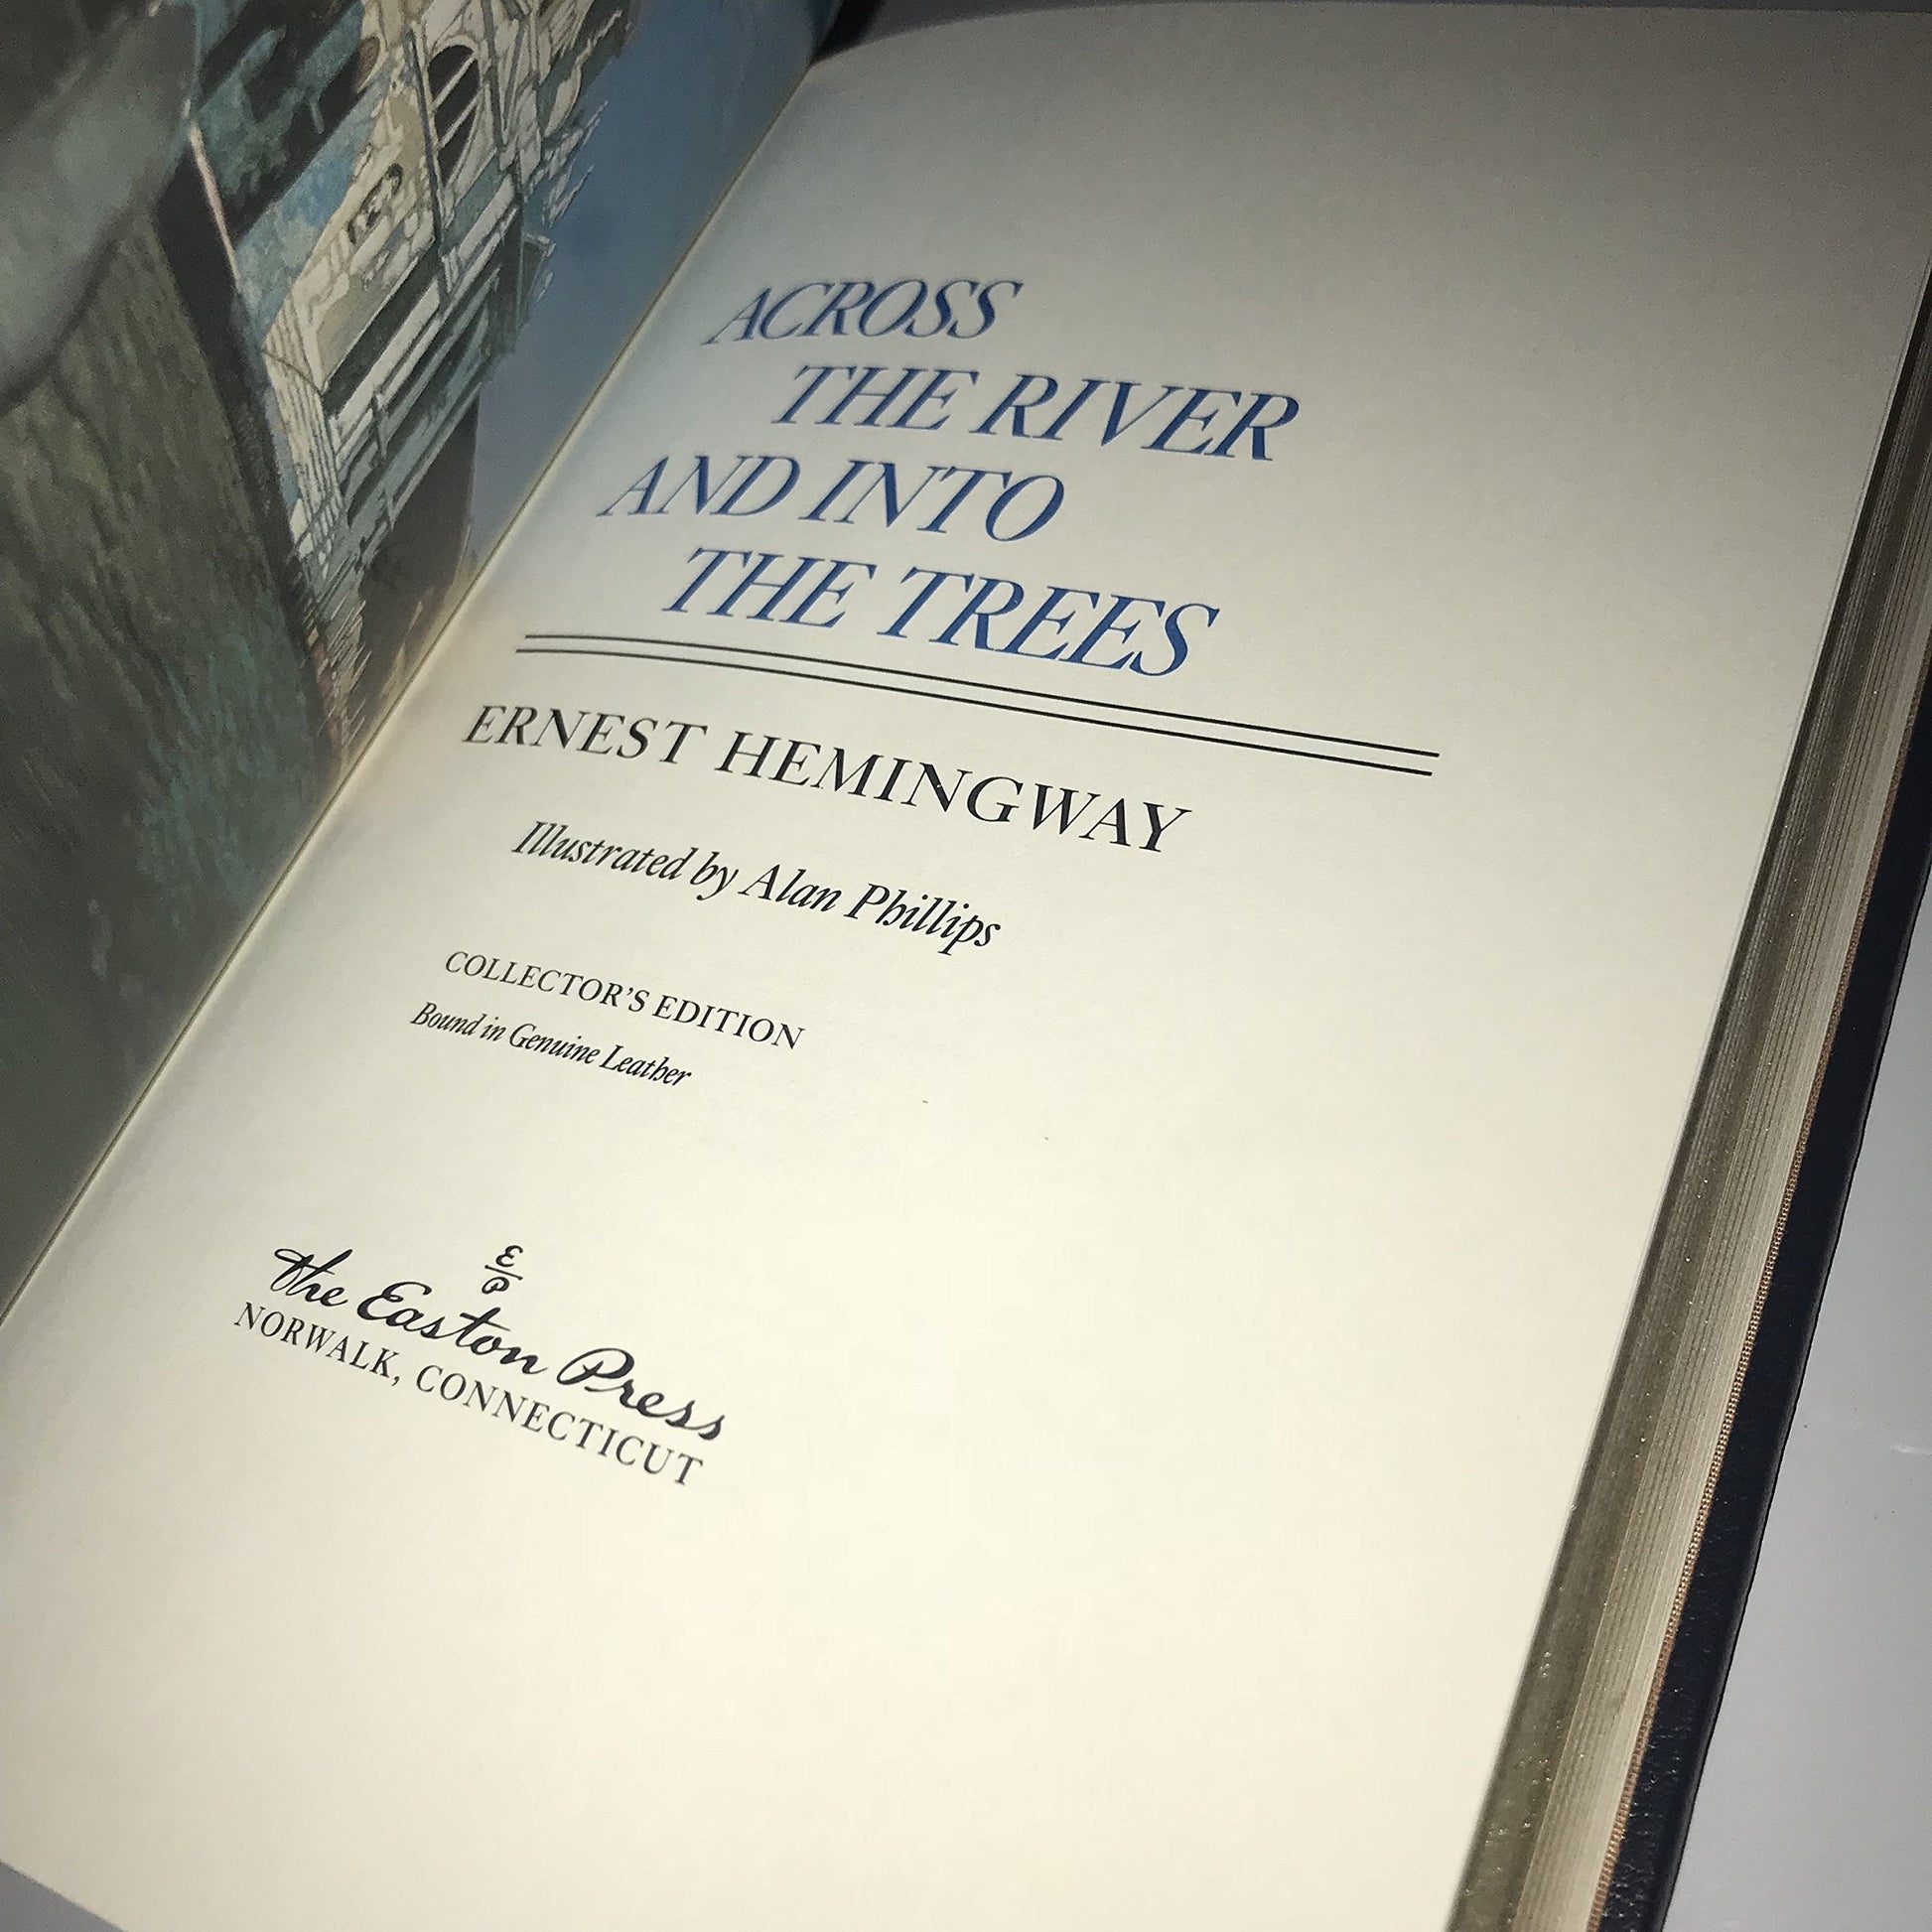 ACROSS
THE RIVER
AND INTO
THE TREES
ERNEST HEMINGWAY
Illustrated by Alan Phillips
COLLECTOR'S EDITION
Bound in Genuine Leather
E
P
The Easton Press
NORWALK, CONNECTICUT